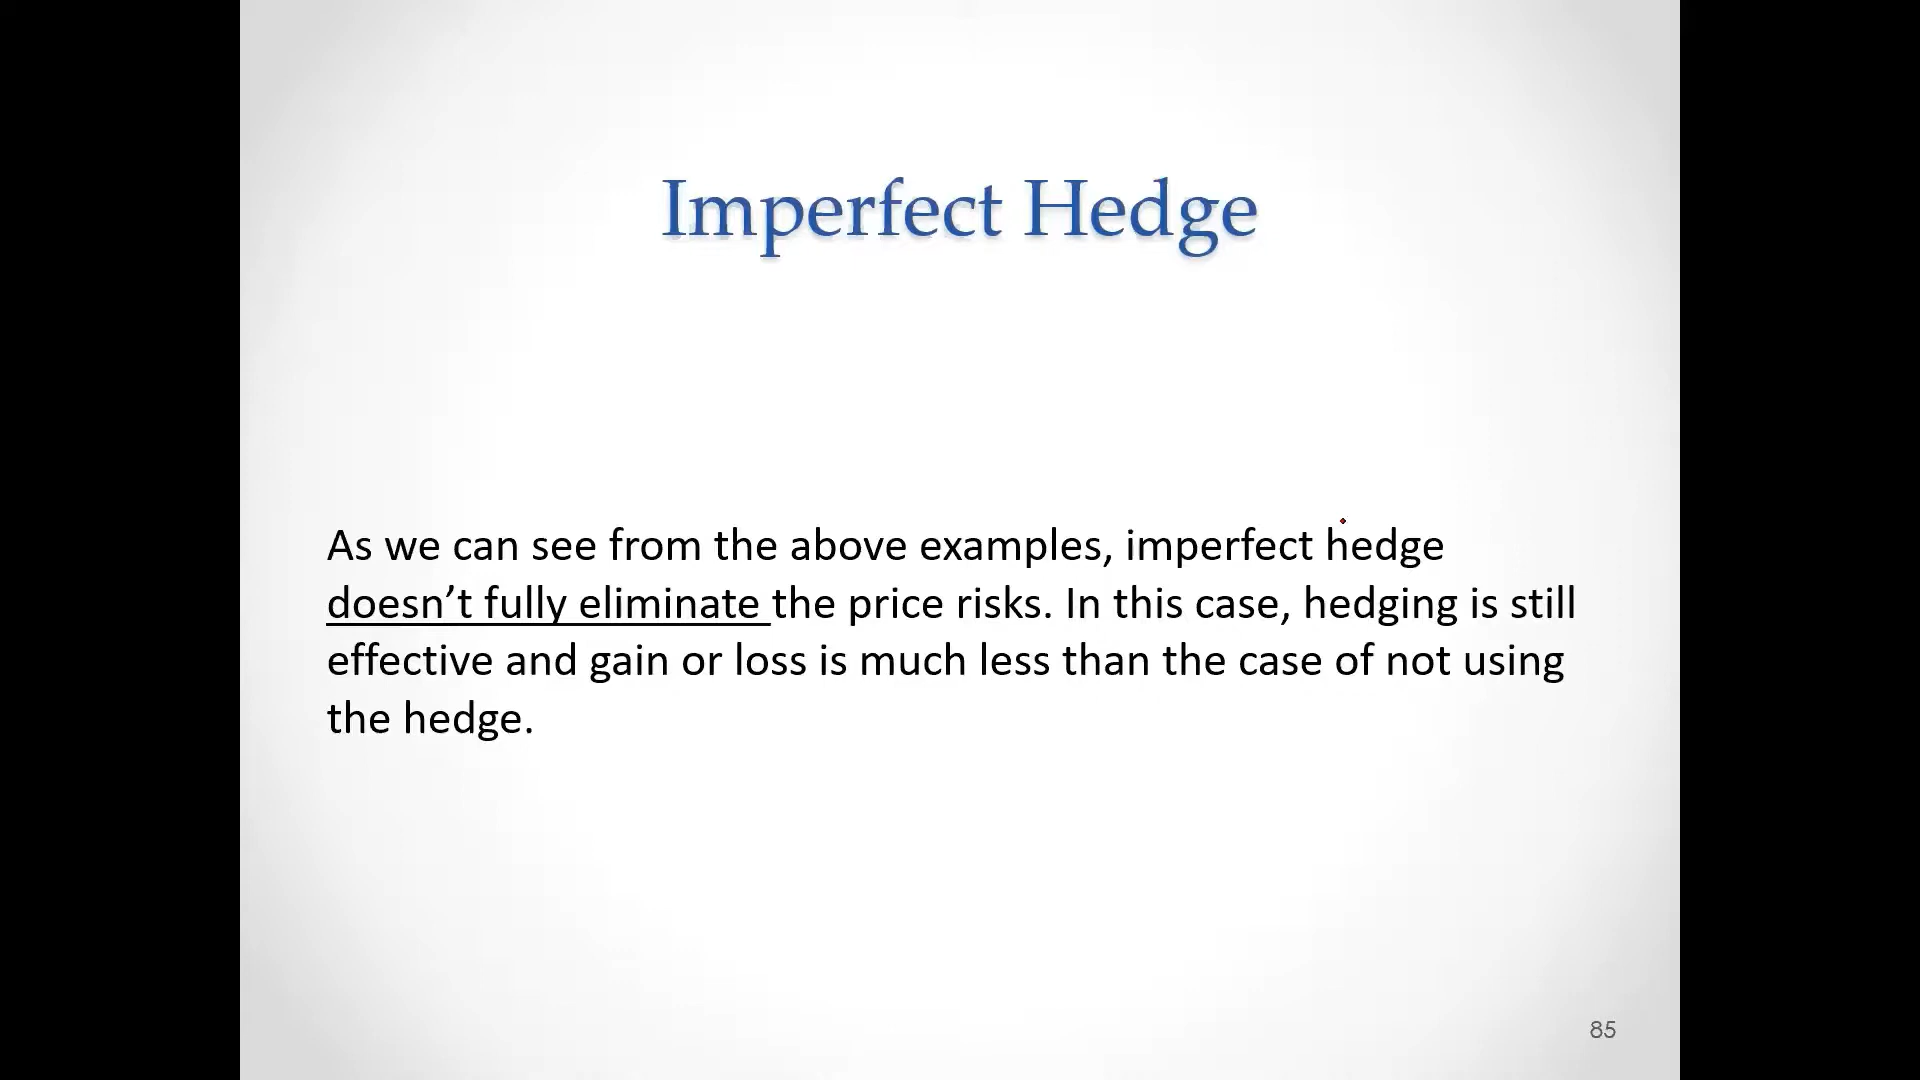 Imperfect Hedge
As we can see from the above examples, imperfect hedge
doesn’t fully eliminate the price risks. In this case, hedging is still
effective and gain or loss is much less than the case of not using
the hedge.
85